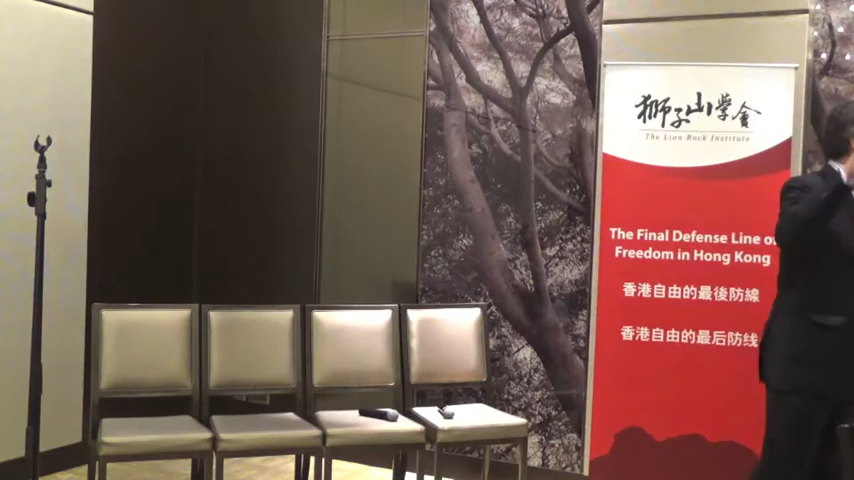 獅子山學會
The Lion Rock Institute
The Final Defense Line o
Freedom in Hong Kong
香港自由的最後防線
香港自由的最后防线